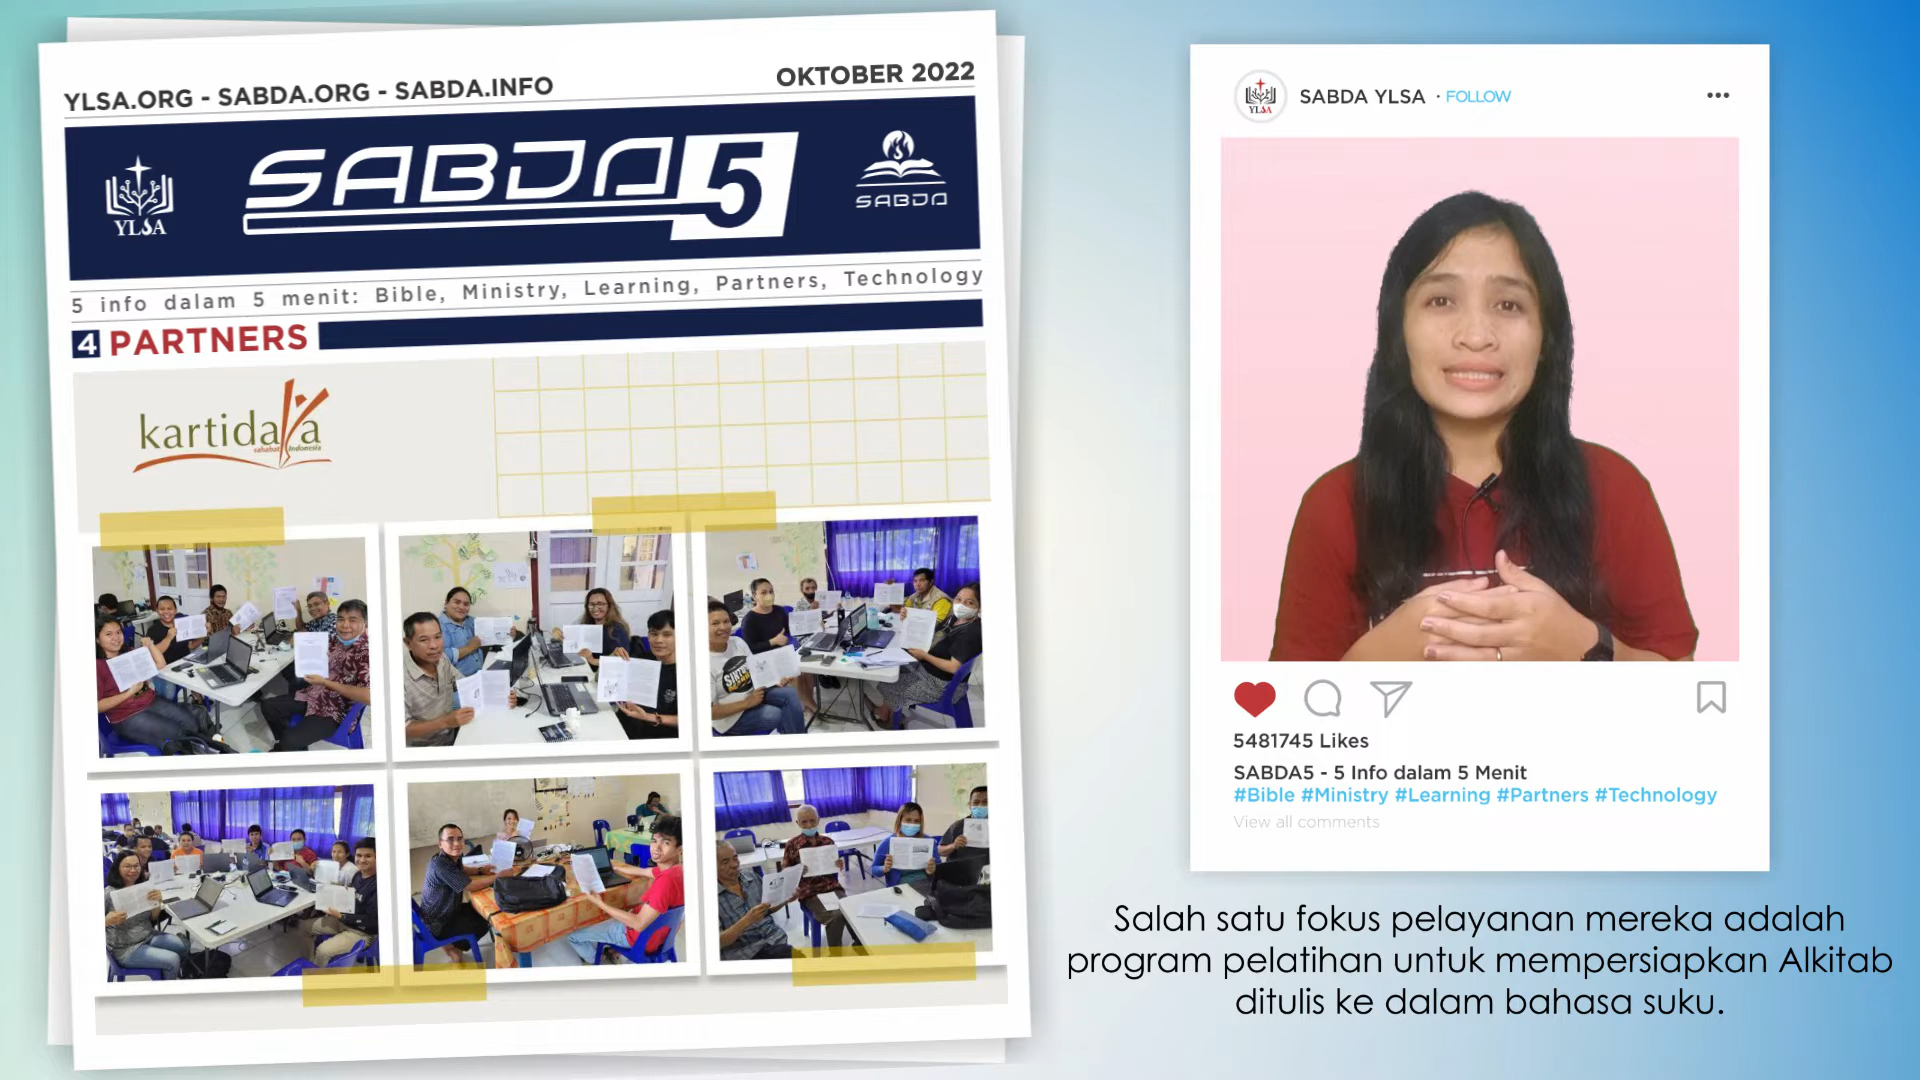 YLSA.ORG - SABDA.ORG - SABDA.INFO
OKTOBER 2022
YLSA
SABDA5
SABDA
5 info dalam 5 menit: Bible, Ministry, Learning, Partners, Technology
4 PARTNERS
kartidaya
sahabat Indonesia
YLSA
SABDA YLSA · FOLLOW
5481745 Likes
SABDA5 - 5 Info dalam 5 Menit
#Bible #Ministry #Learning #Partners #Technology
View all comments
Salah satu fokus pelayanan mereka adalah
program pelatihan untuk mempersiapkan Alkitab
ditulis ke dalam bahasa suku.